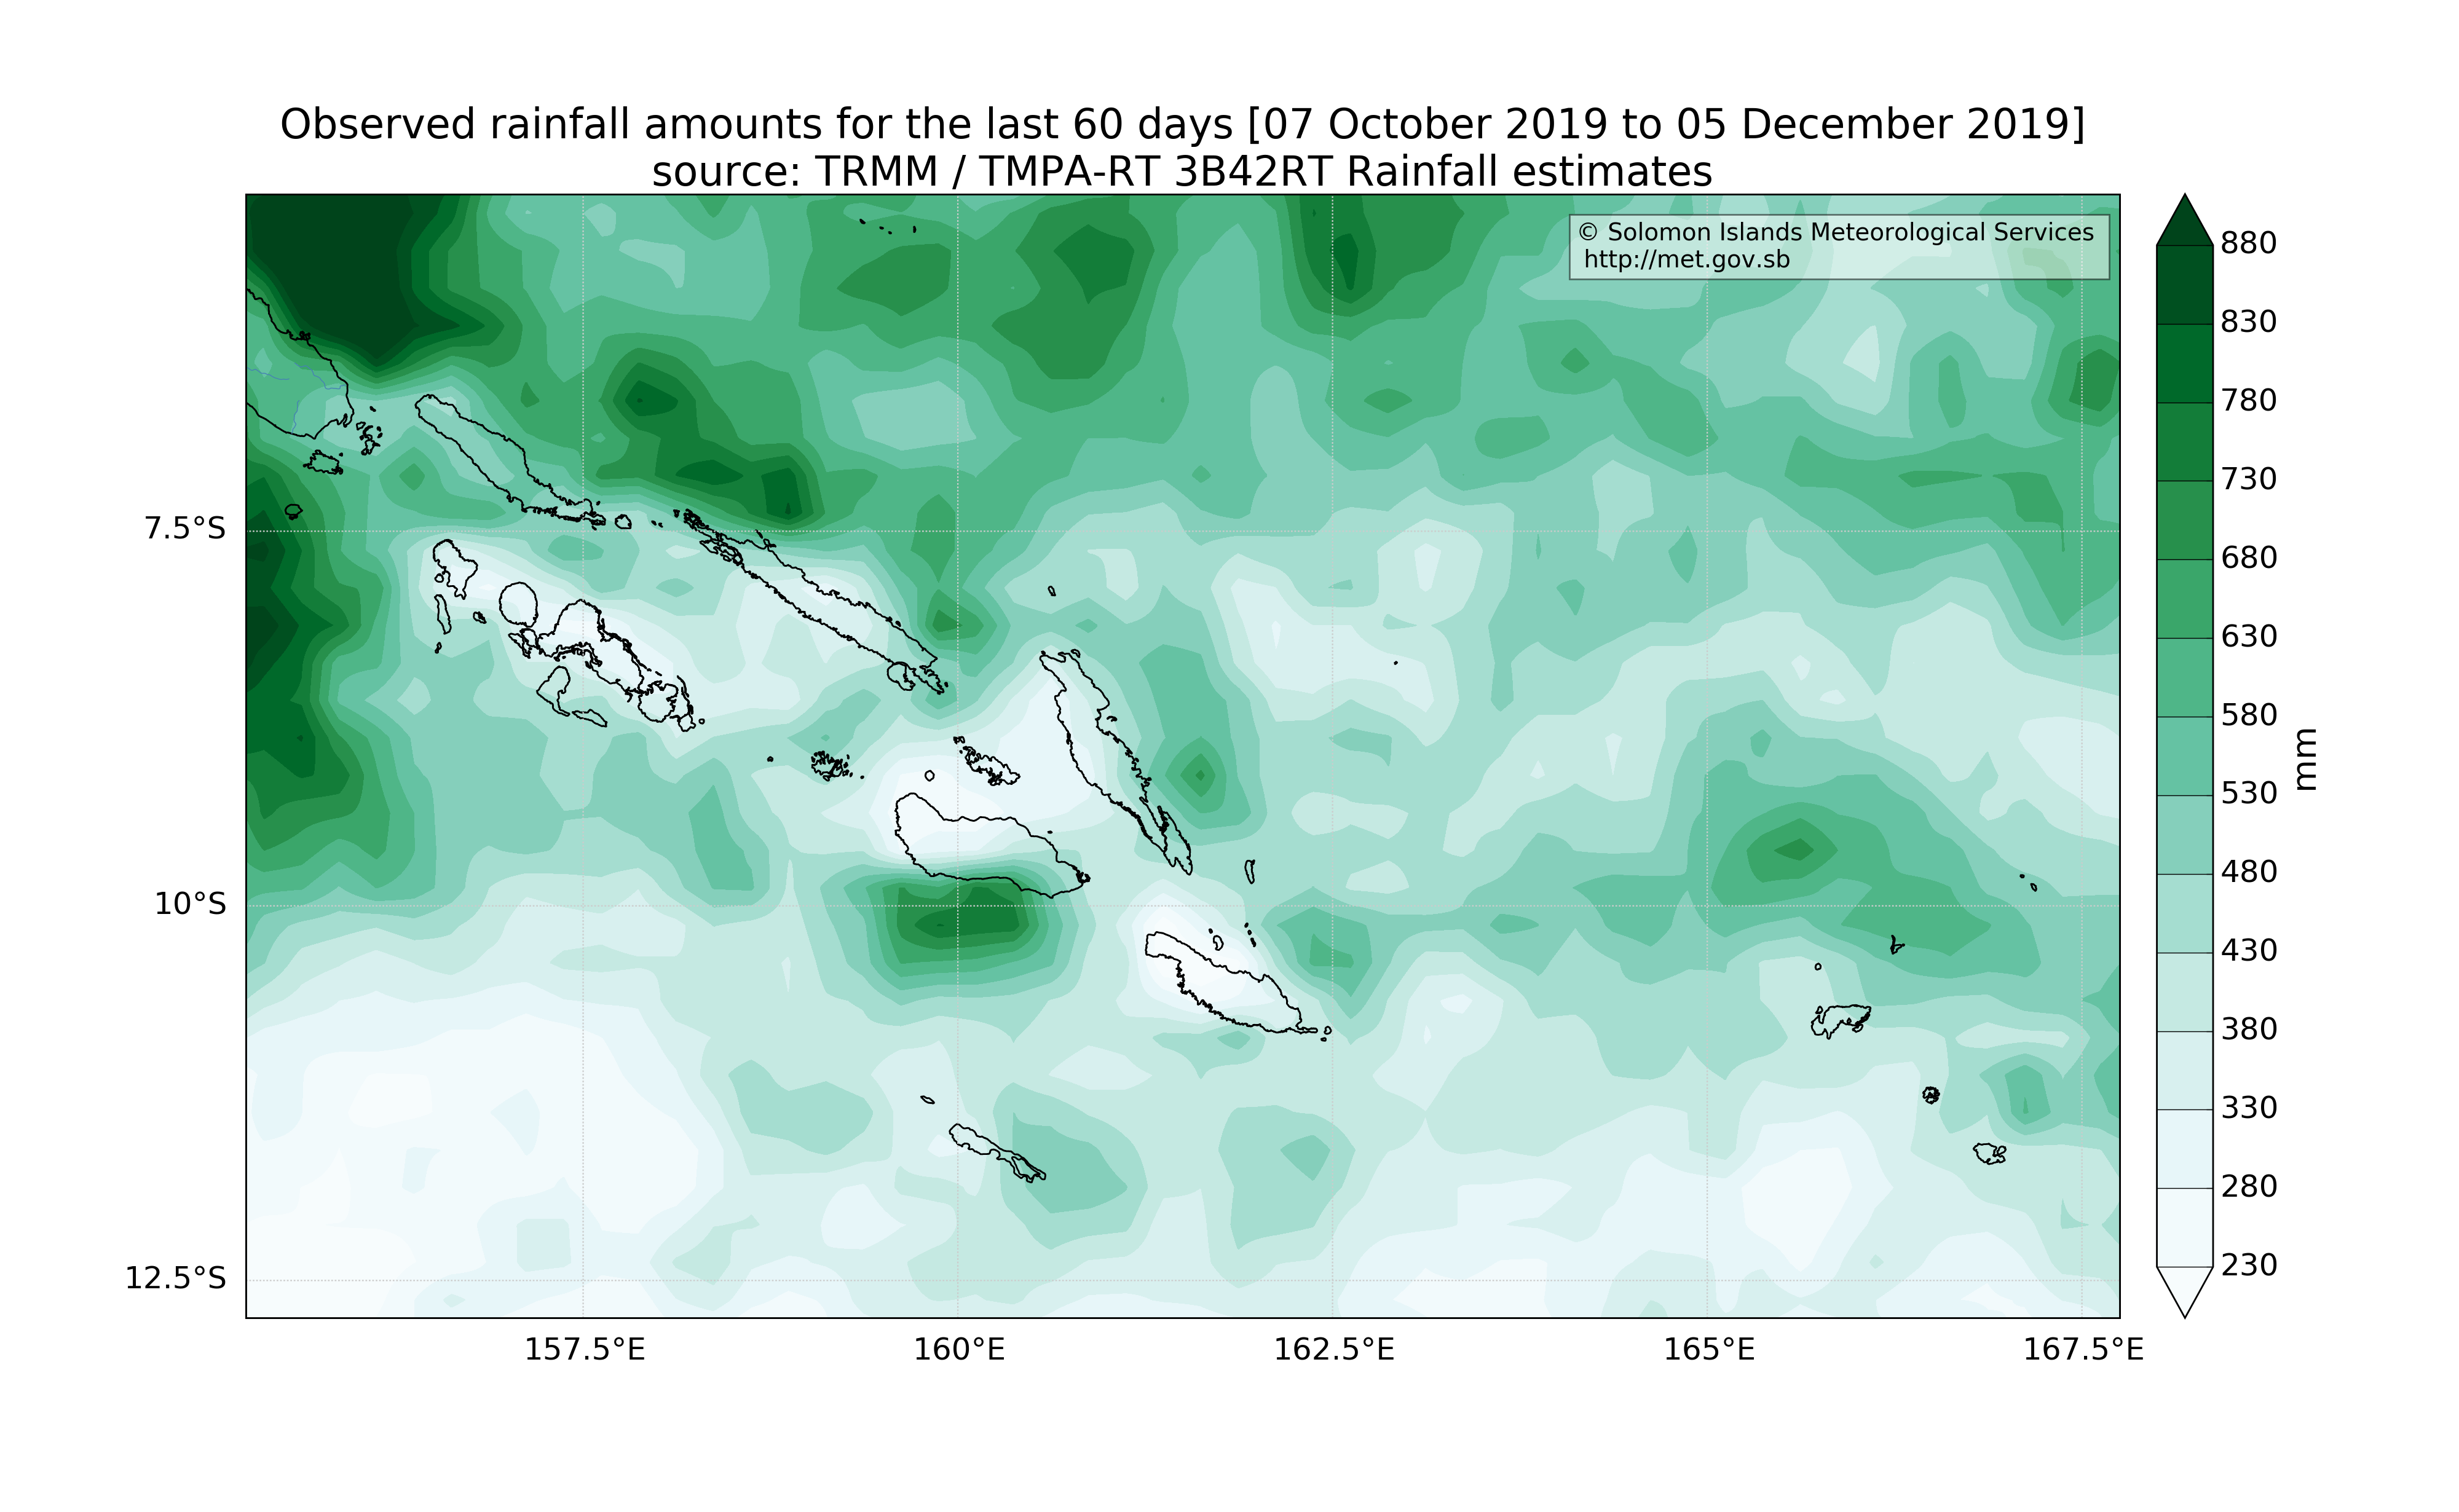 Observed rainfall amounts for the last 60 days [07 October 2019 to 05 December 2019]
source: TRMM / TMPA-RT 3B42RT Rainfall estimates
© Solomon Islands Meteorological Services
http://met.gov.sb
880
830
780
730
680
630
580
530
480
430
380
330
280
230
mm
7.5°S
10°S
12.5°S
157.5°E
160°E
162.5°E
165°E
167.5°E